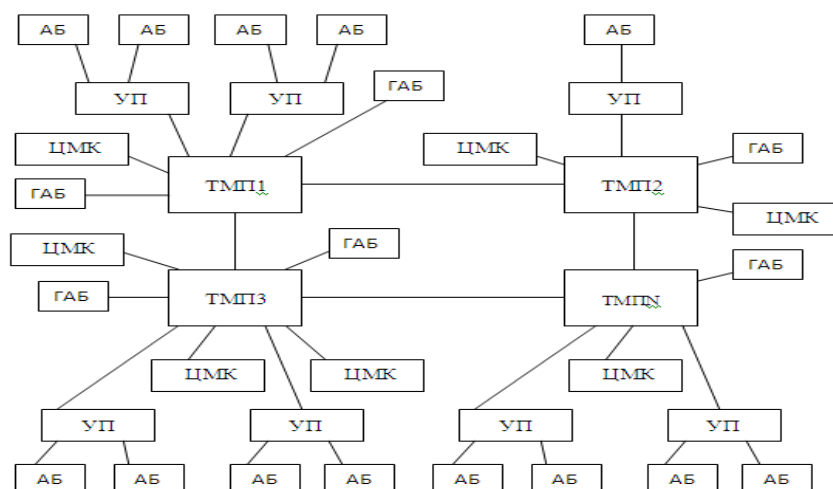 АБ АБ АБ АБ АБ
УП УП ГАБ УП
ЦМК ЦМК ГАБ
ТМП1 ТМП2
ГАБ ЦМК
ЦМК ГАБ ГАБ
ГАБ ТМП3 ТМПN
ЦМК ЦМК ЦМК
УП УП УП УП
АБ АБ АБ АБ АБ АБ АБ АБ